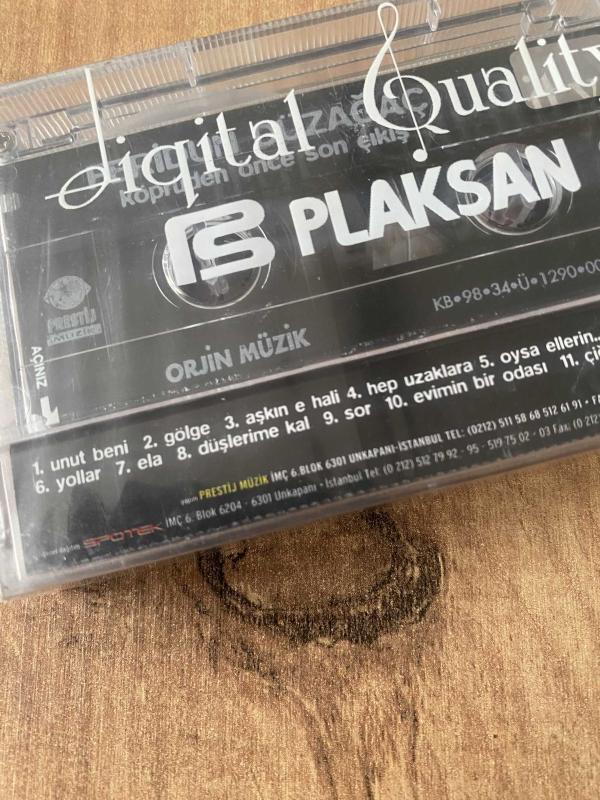 Digital Quality
köprüden önce son çıkış
PLAKSAN
PRESTİJ
MÜZİK
KB•98•34•Ü•1290•00
ORJİN MÜZİK
AÇINIZ
1. unut beni 2. gölge 3. aşkın e hali 4. hep uzaklara 5. oysa ellerin...
6. yollar 7. ela 8. düşlerime kal 9. sor 10. evimin bir odası 11.
yapım PRESTİJ MÜZİK İMÇ 6. BLOK 6301 UNKAPANI-İSTANBUL TEL: (0212) 511 58 68 512 61 91 -
genel dağıtım SPOTEK İMÇ 6. Blok 6204 - 6301 Unkapanı - İstanbul Tel: (0 212) 512 79 92 - 95 - 519 75 02 - 03 Fax: (0 212)